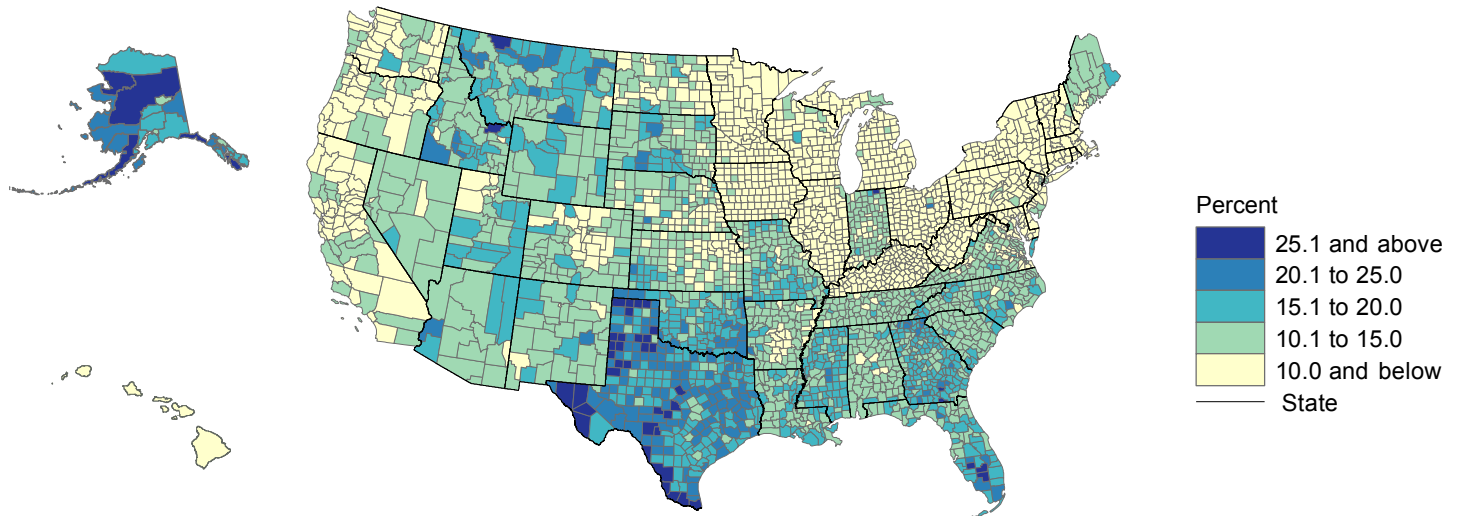 Percent
25.1 and above
20.1 to 25.0
15.1 to 20.0
10.1 to 15.0
10.0 and below
State